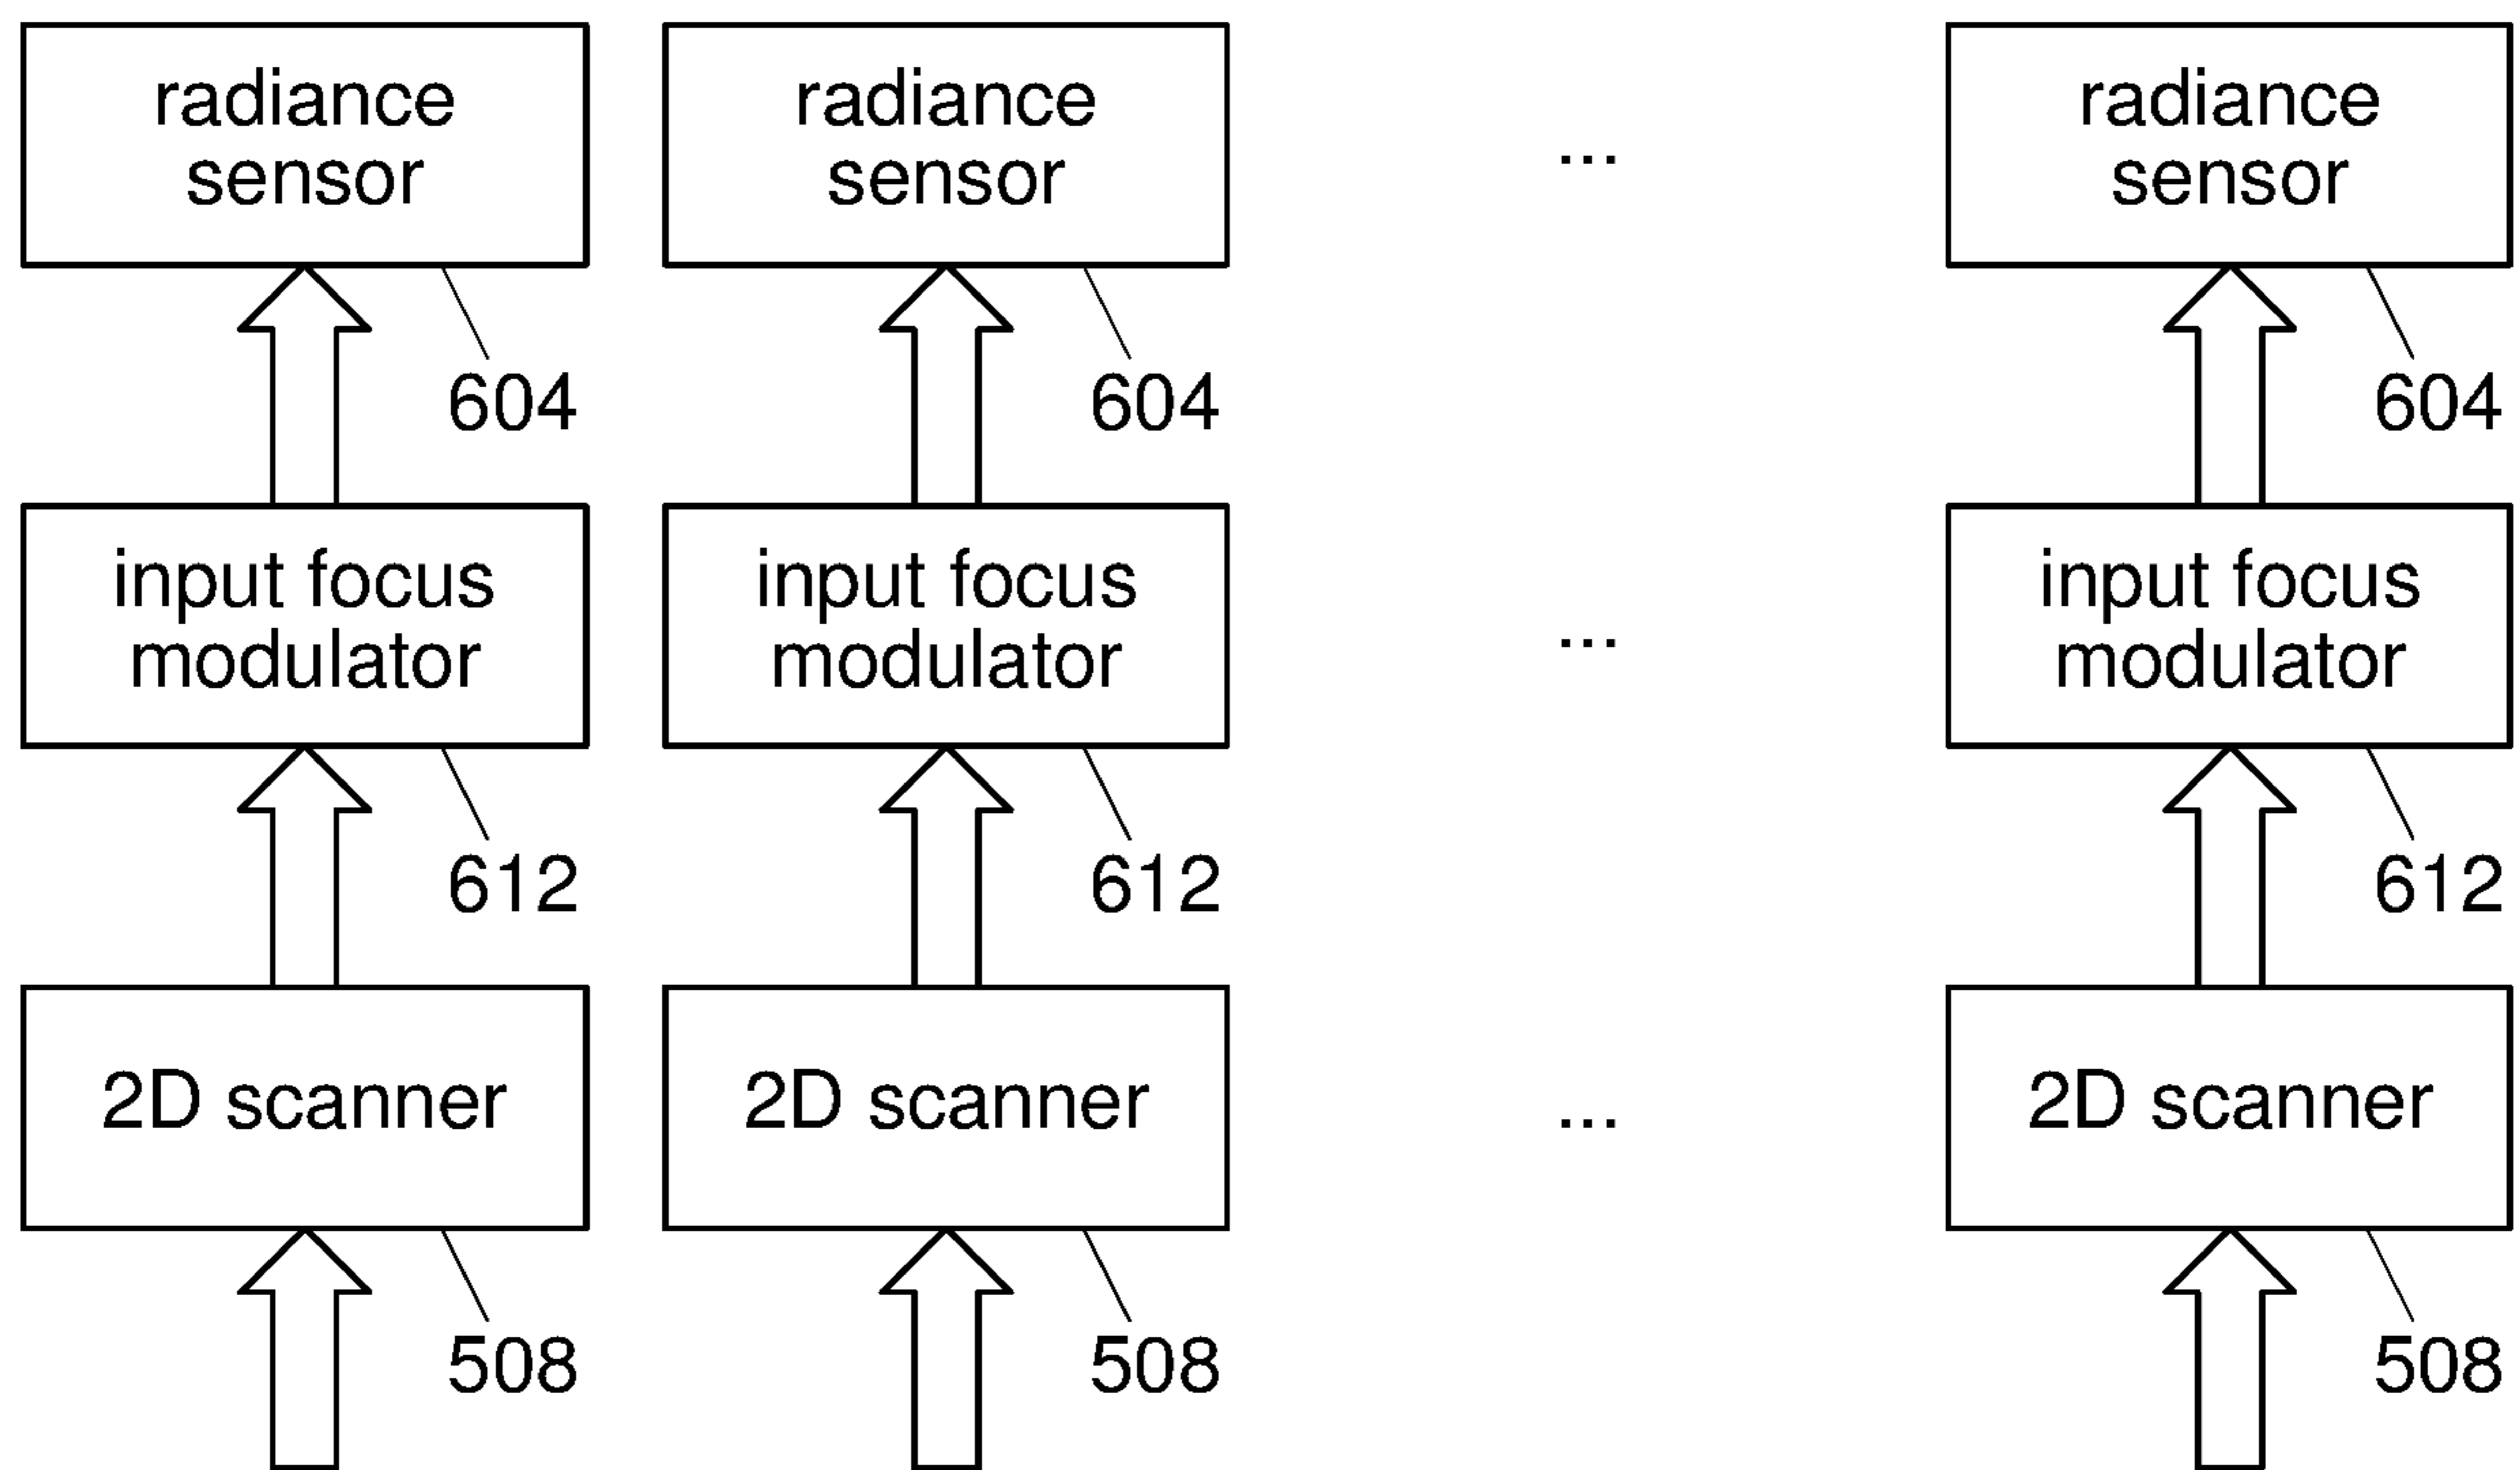 radiance
sensor
radiance
sensor
...
radiance
sensor
604
604
604
input focus
modulator
input focus
modulator
...
input focus
modulator
612
612
612
2D scanner
2D scanner
...
2D scanner
508
508
508